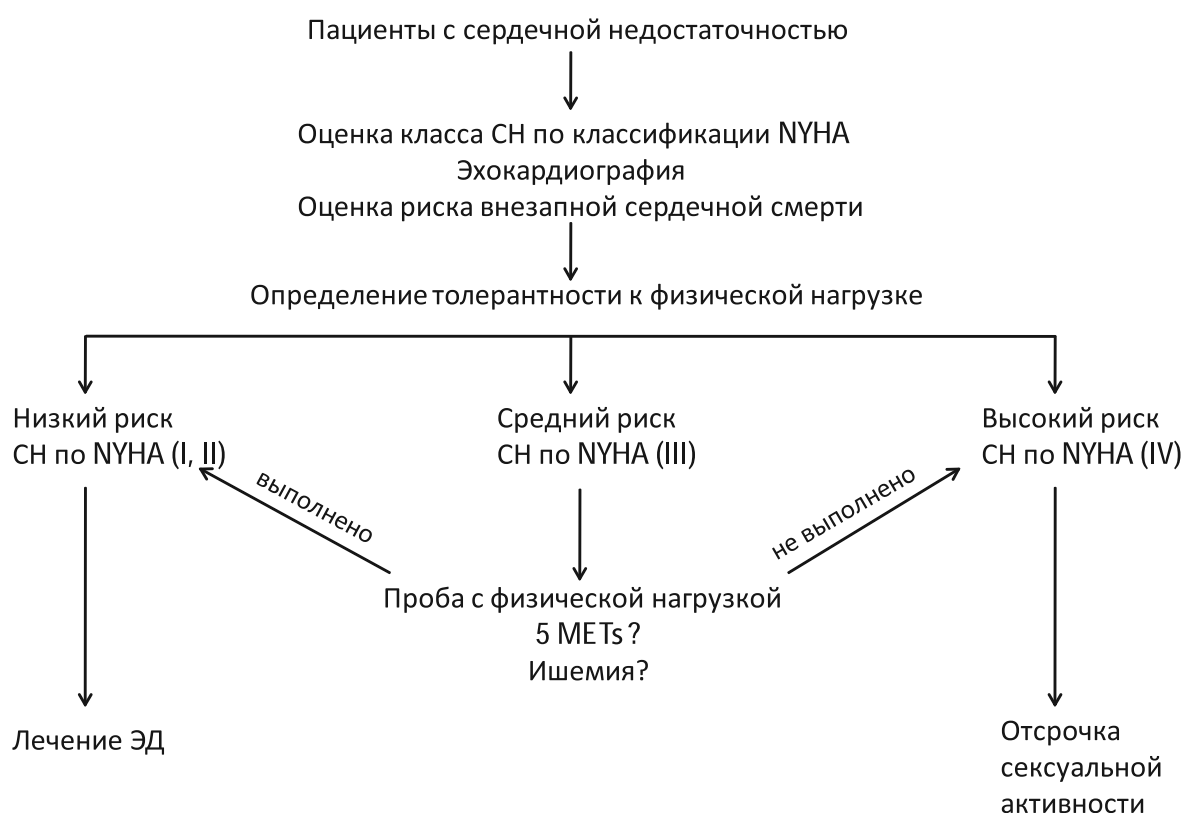 Пациенты с сердечной недостаточностью
Оценка класса СН по классификации NYHA
Эхокардиография
Оценка риска внезапной сердечной смерти
Определение толерантности к физической нагрузке
Низкий риск
СН по NYHA (I, II)
Средний риск
СН по NYHA (III)
Высокий риск
СН по NYHA (IV)
выполнено
не выполнено
Проба с физической нагрузкой
5 METs?
Ишемия?
Лечение ЭД
Отсрочка
сексуальной
активности